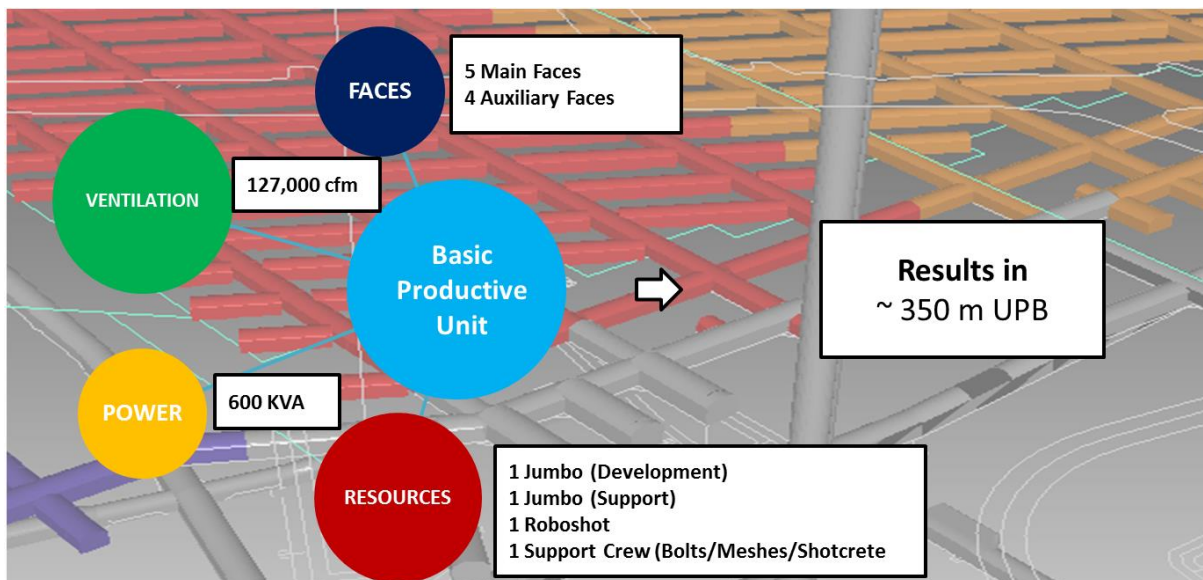 FACES
5 Main Faces
4 Auxiliary Faces
VENTILATION
127,000 cfm
Basic
Productive
Unit
Results in
~ 350 m UPB
POWER
600 KVA
RESOURCES
1 Jumbo (Development)
1 Jumbo (Support)
1 Roboshot
1 Support Crew (Bolts/Meshes/Shotcrete